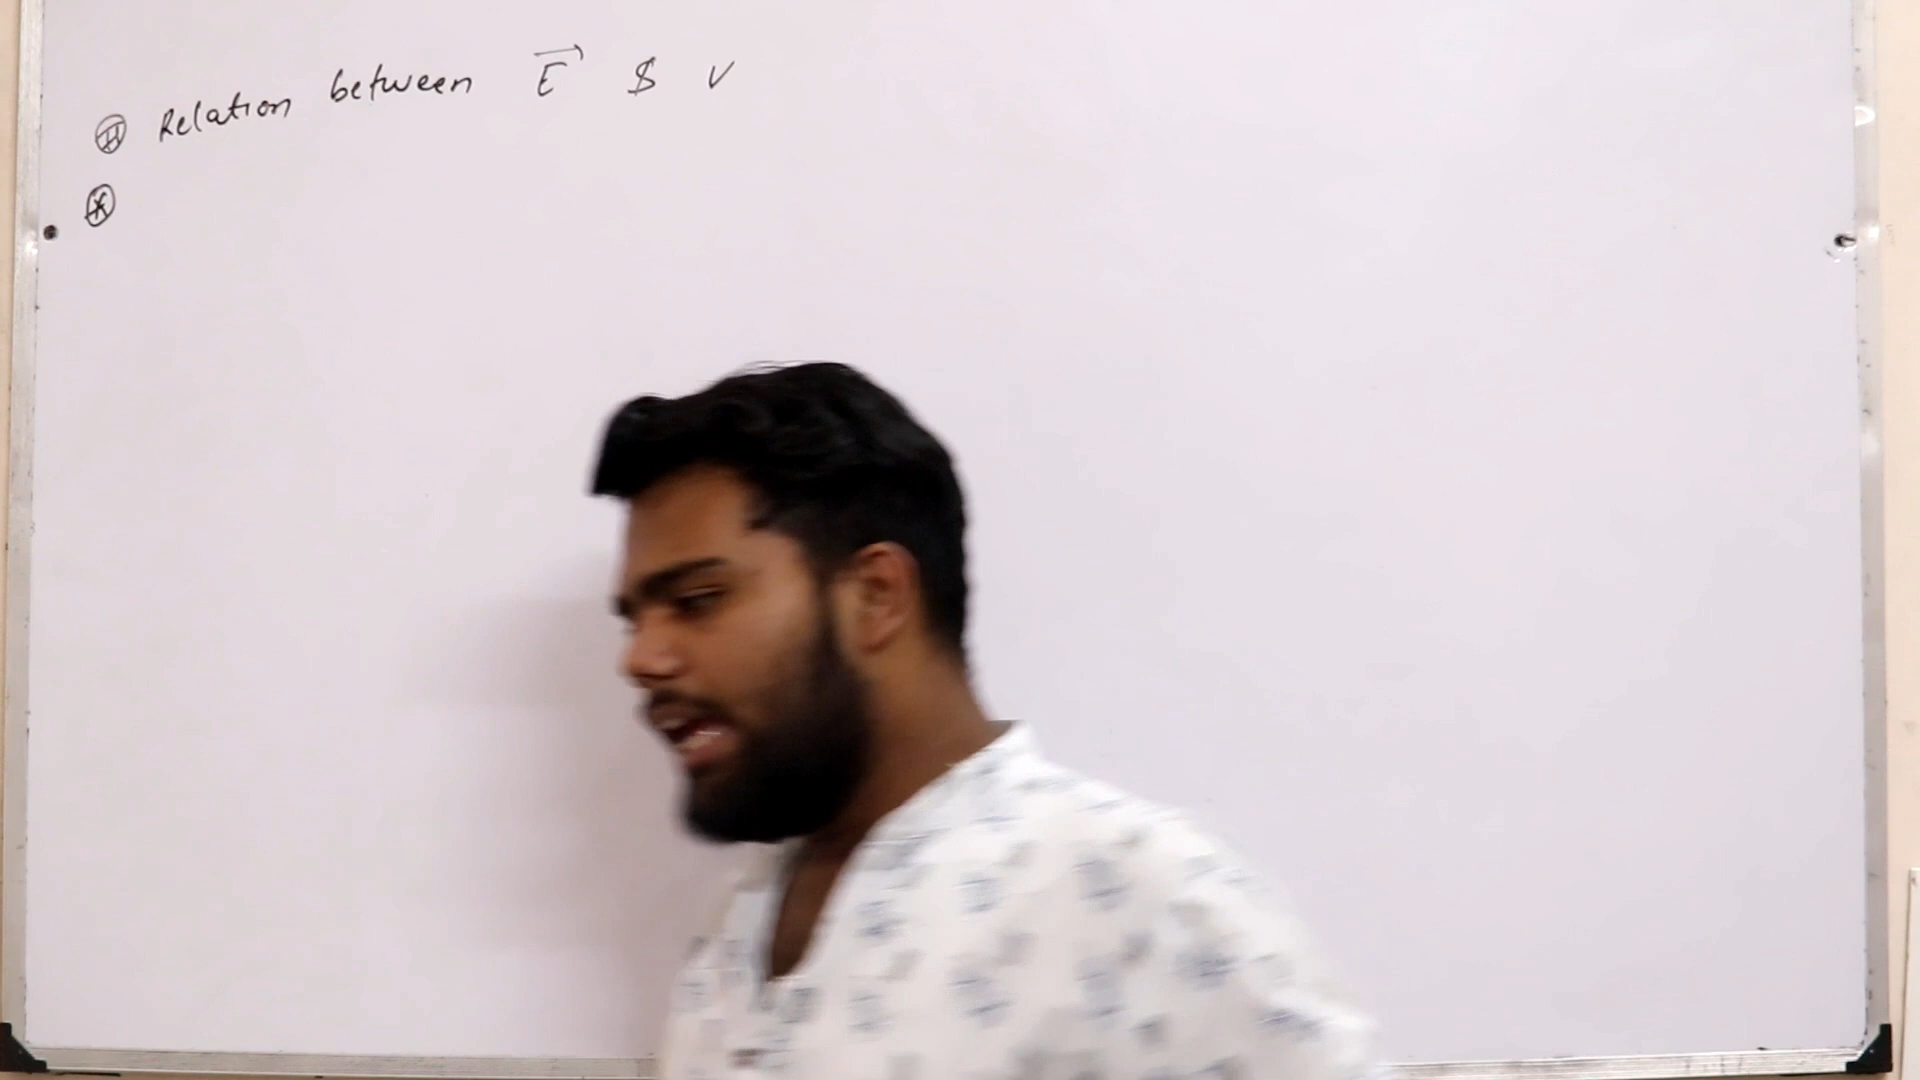 # Relation between E⃗ & V
*